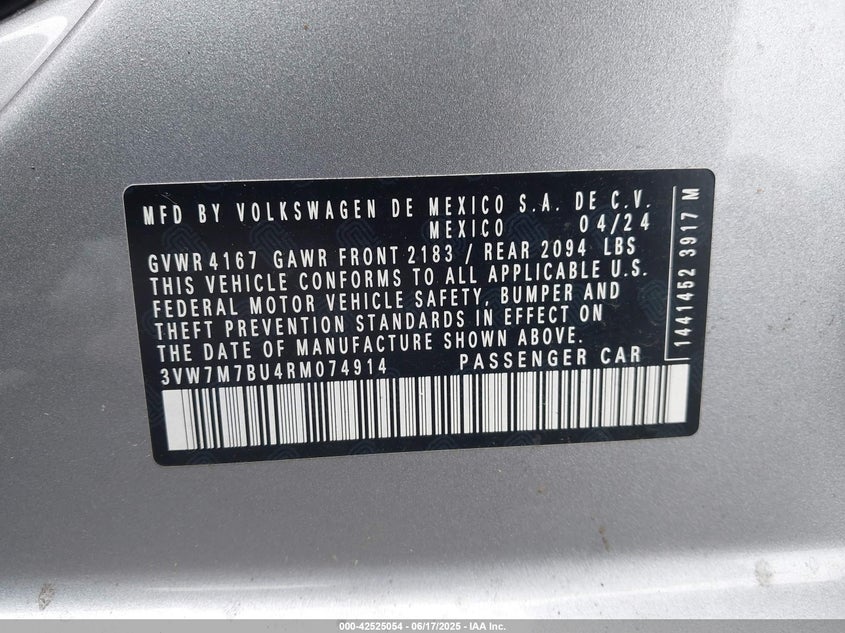 MFD BY VOLKSWAGEN DE MEXICO S.A. DE C.V.
MEXICO 04/24
GVWR 4167 GAWR FRONT 2183 / REAR 2094 LBS
THIS VEHICLE CONFORMS TO ALL APPLICABLE U.S.
FEDERAL MOTOR VEHICLE SAFETY, BUMPER AND
THEFT PREVENTION STANDARDS IN EFFECT ON
THE DATE OF MANUFACTURE SHOWN ABOVE.
3VW7M7BU4RM074914 PASSENGER CAR
1441452 3917 M
000-42525054 - 06/17/2025 - IAA Inc.